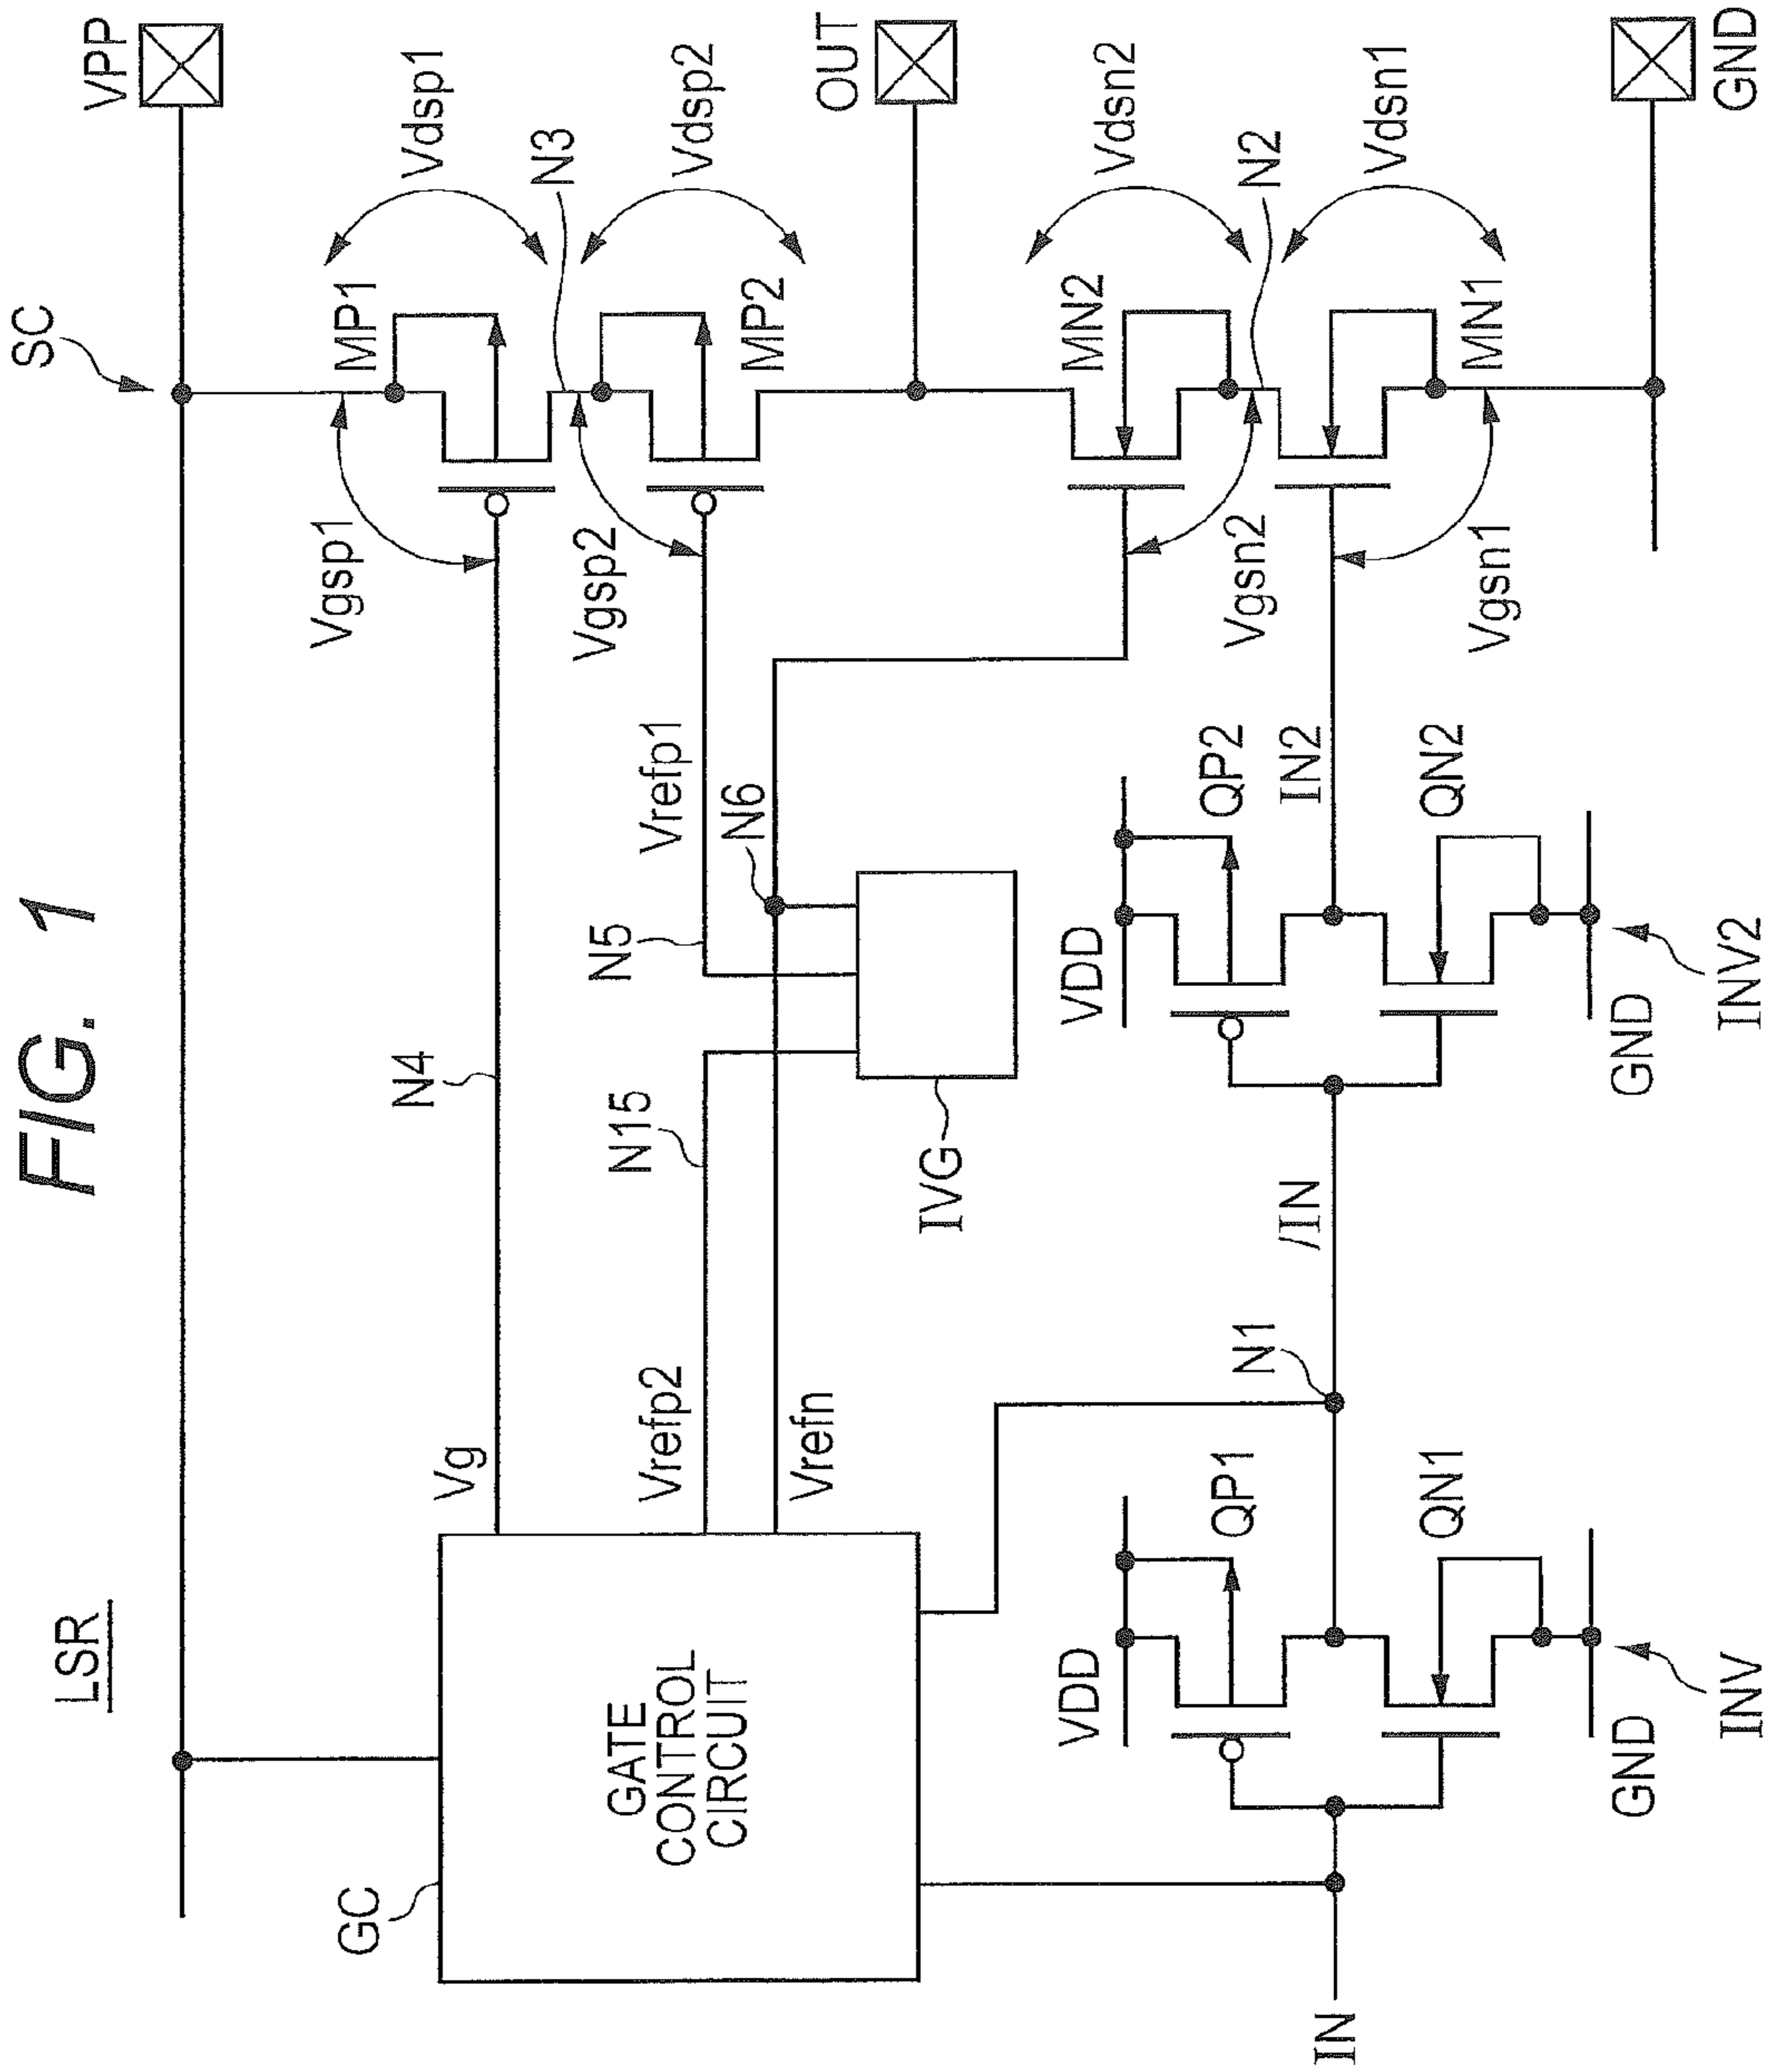 FIG. 1
LSR
SC
VPP
GC
GATE
CONTROL
CIRCUIT
Vg
N4
Vgsp1
MP1
Vdsp1
N3
Vrefp2
N15
N5
Vrefp1
Vgsp2
MP2
Vdsp2
Vrefn
N6
IVG
OUT
MN2
Vdsn2
Vgsn2
N2
IN
VDD
QP1
QN1
GND
INV
N1
/IN
VDD
QP2
IN2
QN2
GND
INV2
Vgsn1
MN1
Vdsn1
GND